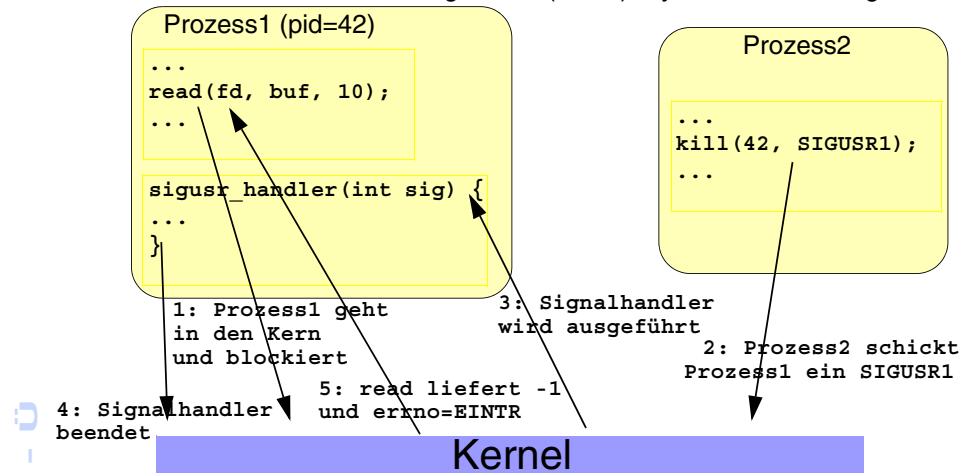 Prozess1 (pid=42)
...
read(fd, buf, 10);
...
sigusr_handler(int sig) {
...
}
Prozess2
...
kill(42, SIGUSR1);
...
1: Prozess1 geht
in den Kern
und blockiert
3: Signalhandler
wird ausgeführt
2: Prozess2 schickt
Prozess1 ein SIGUSR1
5: read liefert -1
und errno=EINTR
4: Signalhandler
beendet
Kernel